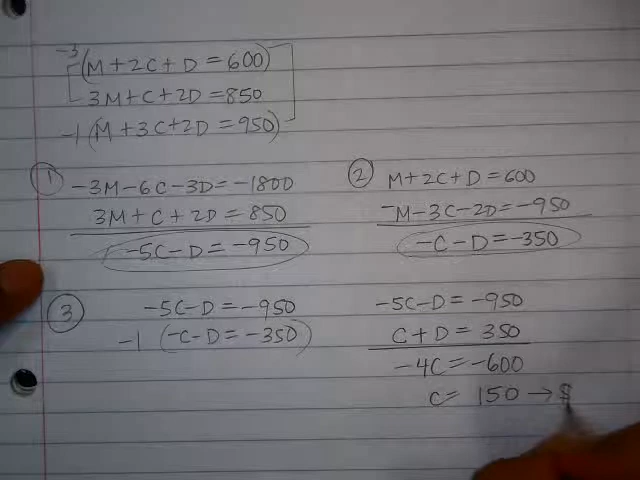 -3(M+2C+D=600)
3M+C+2D=850
-1(M+3C+2D=950)
1
-3M-6C-3D=-1800
3M+C+2D=850
-5C-D=-950
2
M+2C+D=600
-M-3C-2D=-950
-C-D=-350
3
-5C-D=-950
-1(-C-D=-350)
-5C-D=-950
C+D=350
-4C=-600
C=150→$